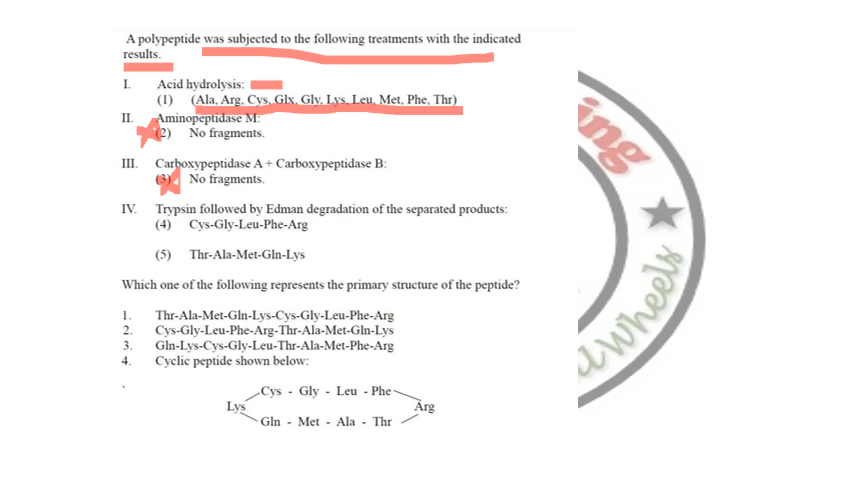 A polypeptide was subjected to the following treatments with the indicated
results.
I. Acid hydrolysis:
(1) (Ala, Arg, Cys, Glx, Gly, Lys, Leu, Met, Phe, Thr)
II. Aminopeptidase M:
(2) No fragments.
III. Carboxypeptidase A + Carboxypeptidase B:
(3) No fragments.
IV. Trypsin followed by Edman degradation of the separated products:
(4) Cys-Gly-Leu-Phe-Arg
(5) Thr-Ala-Met-Gln-Lys
Which one of the following represents the primary structure of the peptide?
1. Thr-Ala-Met-Gln-Lys-Cys-Gly-Leu-Phe-Arg
2. Cys-Gly-Leu-Phe-Arg-Thr-Ala-Met-Gln-Lys
3. Gln-Lys-Cys-Gly-Leu-Thr-Ala-Met-Phe-Arg
4. Cyclic peptide shown below:
Cys - Gly - Leu - Phe
Lys Arg
Gln - Met - Ala - Thr
ing
wheels